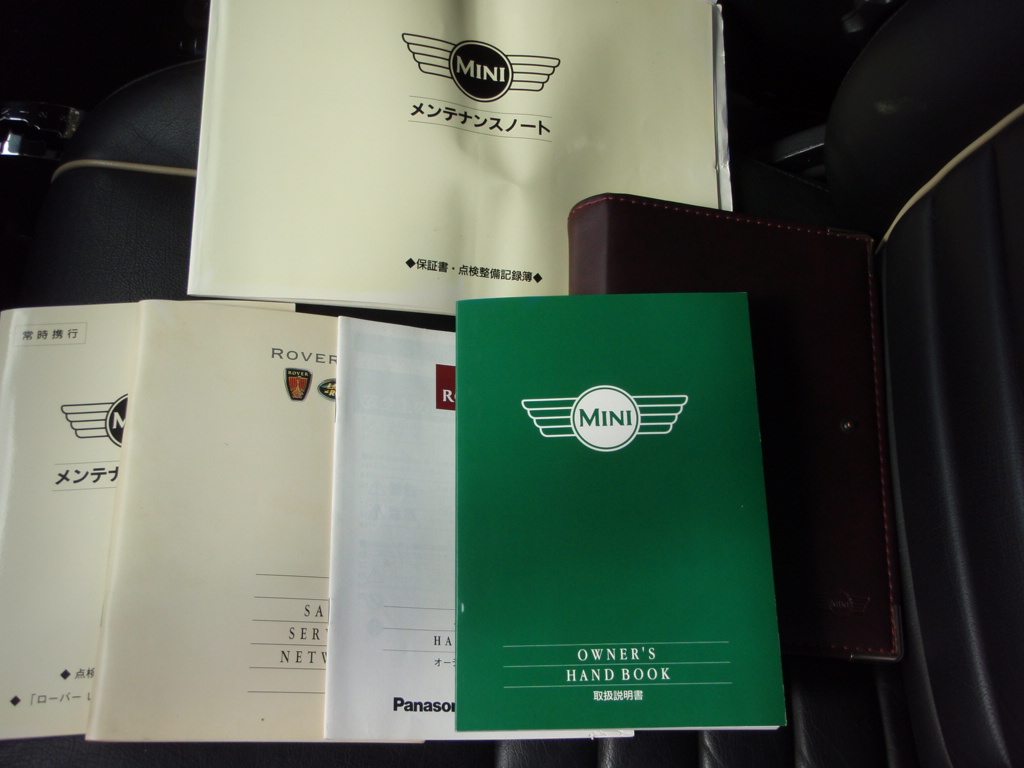 MINI
メンテナンスノート
◆保証書・点検整備記録簿◆
常時携行
メンテナ
◆点検
◆「ローバー
ROVER
ROVER
SA
SER
NETW
HA
Panason
MINI
OWNER'S
HAND BOOK
取扱説明書